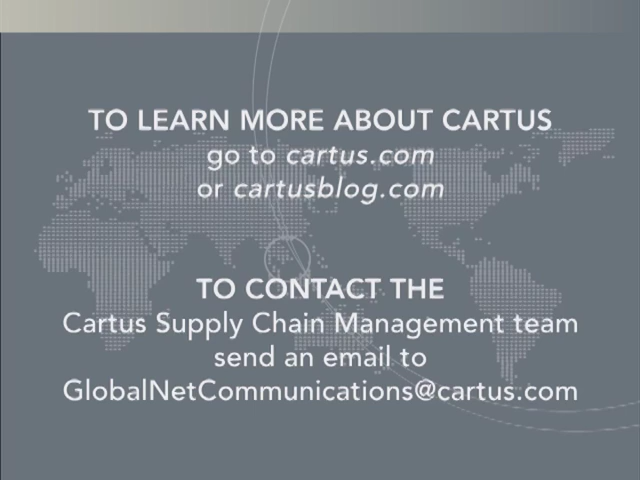 TO LEARN MORE ABOUT CARTUS
go to cartus.com
or cartusblog.com
TO CONTACT THE
Cartus Supply Chain Management team
send an email to
GlobalNetCommunications@cartus.com